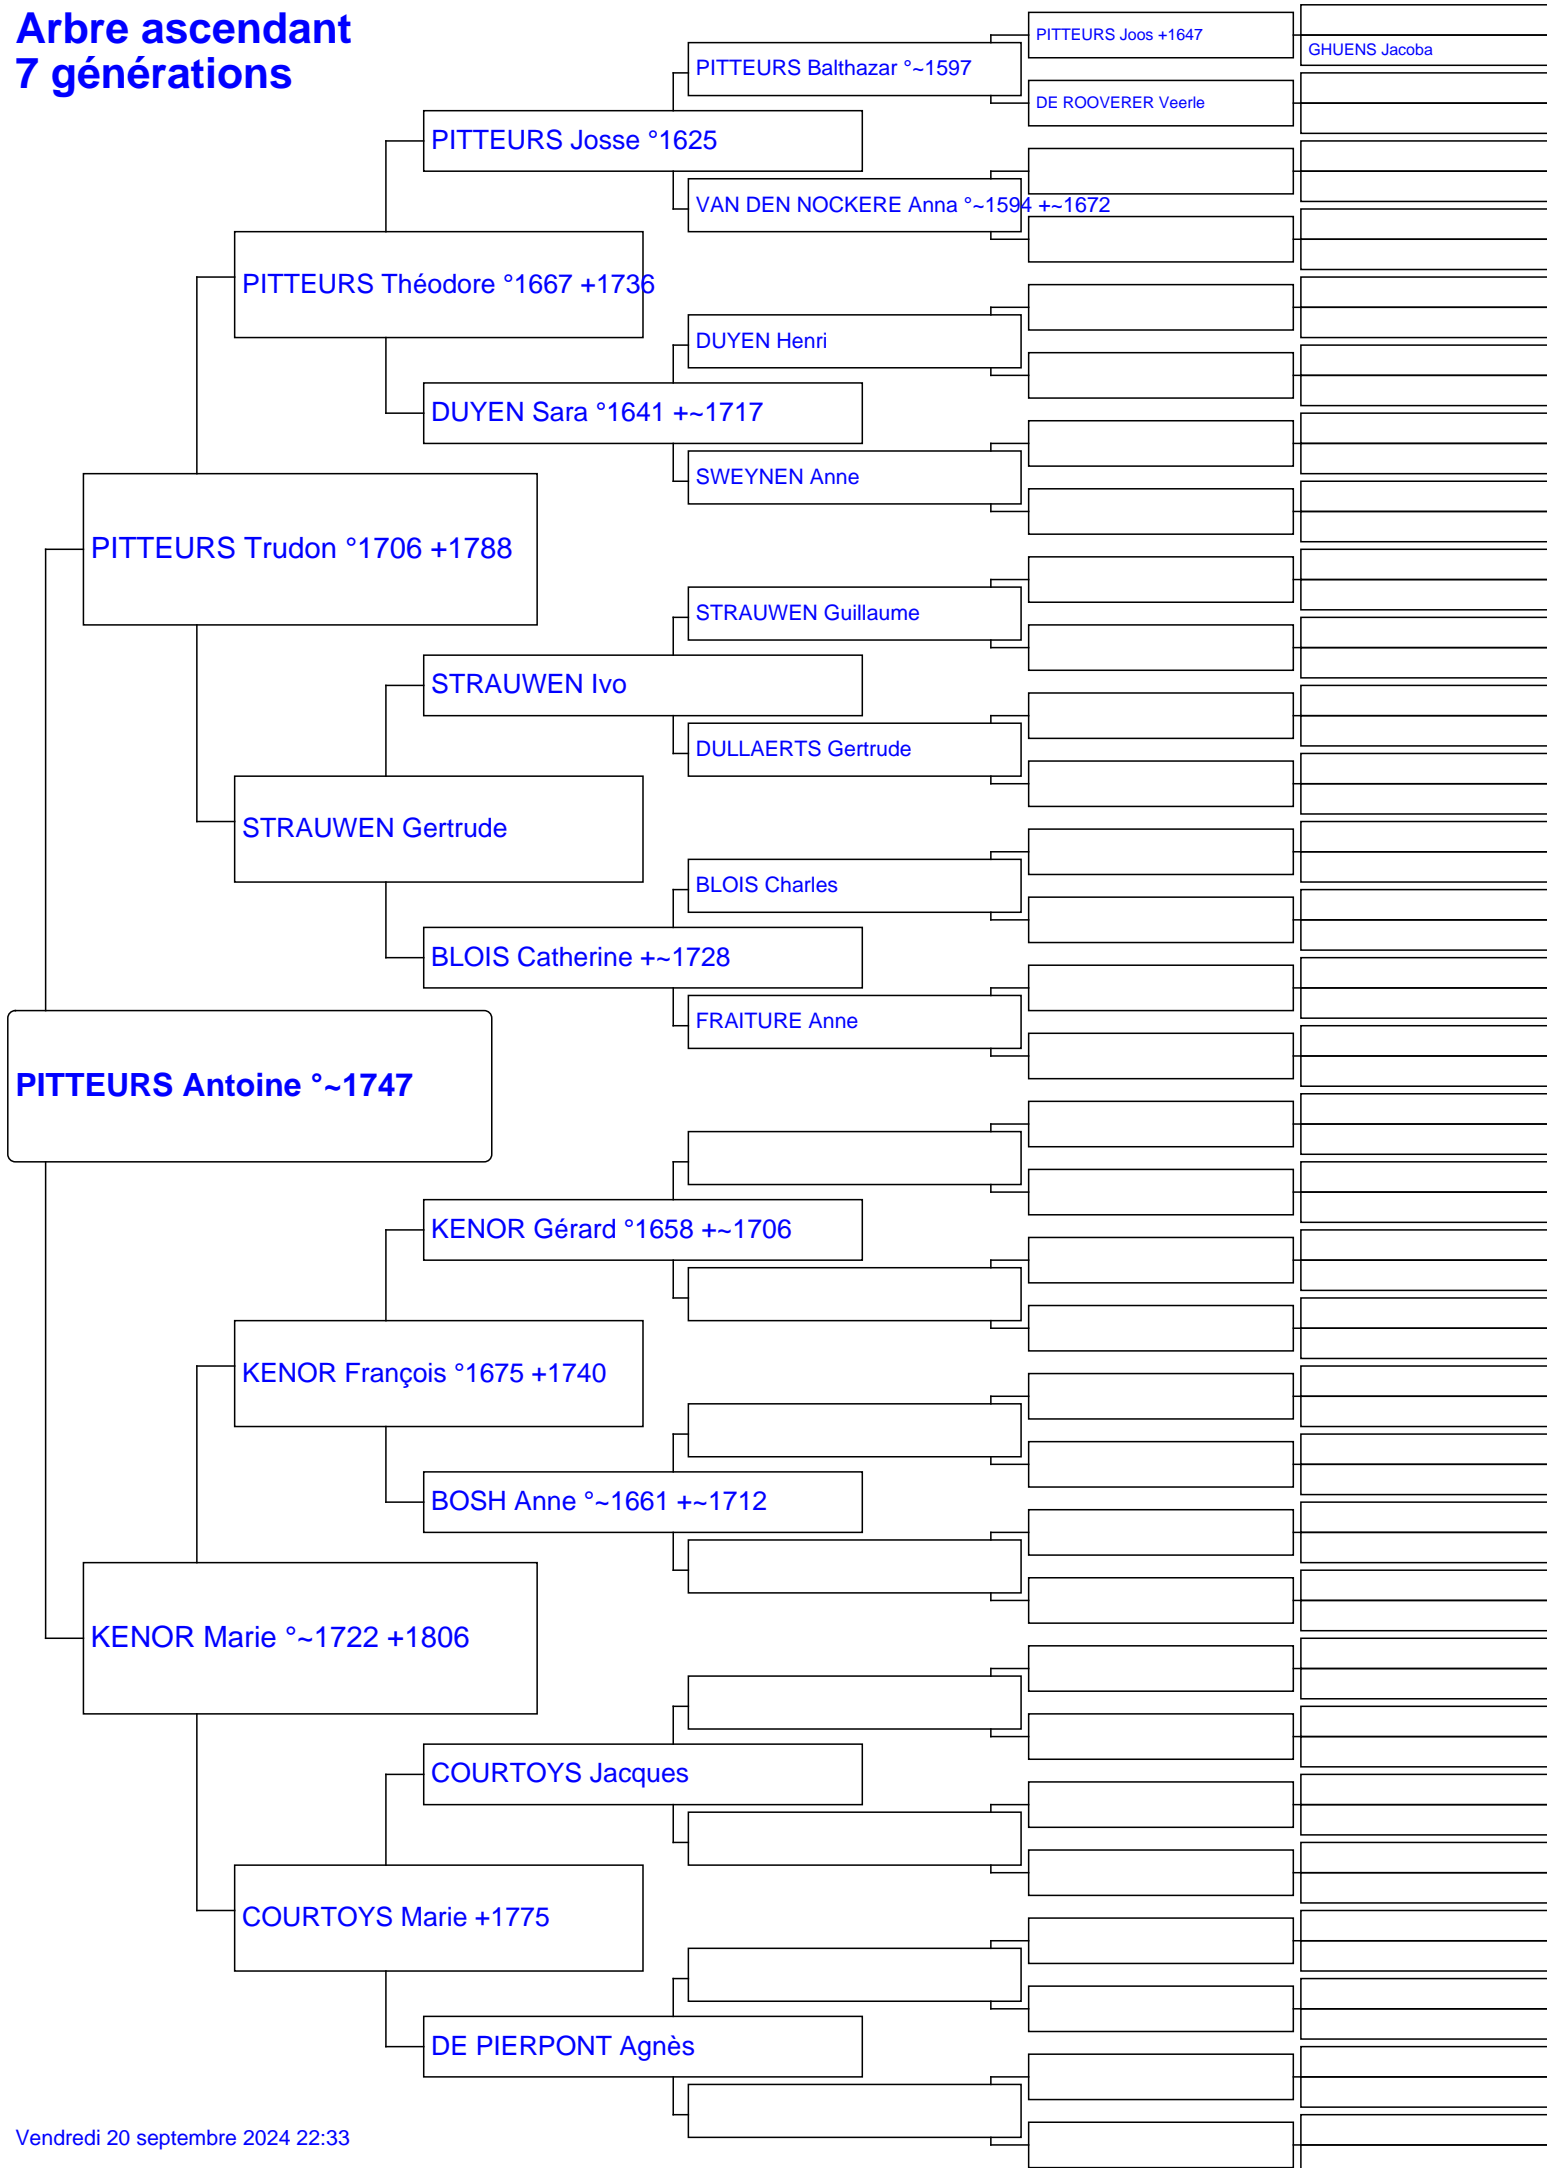 Arbre ascendant
7 générations
PITTEURS Joos +1647
GHUENS Jacoba
PITTEURS Balthazar °~1597
DE ROOVERER Veerle
PITTEURS Josse °1625
VAN DEN NOCKERE Anna °~1594 +~1672
PITTEURS Théodore °1667 +1736
DUYEN Henri
DUYEN Sara °1641 +~1717
SWEYNEN Anne
PITTEURS Trudon °1706 +1788
STRAUWEN Guillaume
STRAUWEN Ivo
DULLAERTS Gertrude
STRAUWEN Gertrude
BLOIS Charles
BLOIS Catherine +~1728
FRAITURE Anne
PITTEURS Antoine °~1747
KENOR Gérard °1658 +~1706
KENOR François °1675 +1740
BOSH Anne °~1661 +~1712
KENOR Marie °~1722 +1806
COURTOYS Jacques
COURTOYS Marie +1775
DE PIERPONT Agnès
Vendredi 20 septembre 2024 22:33